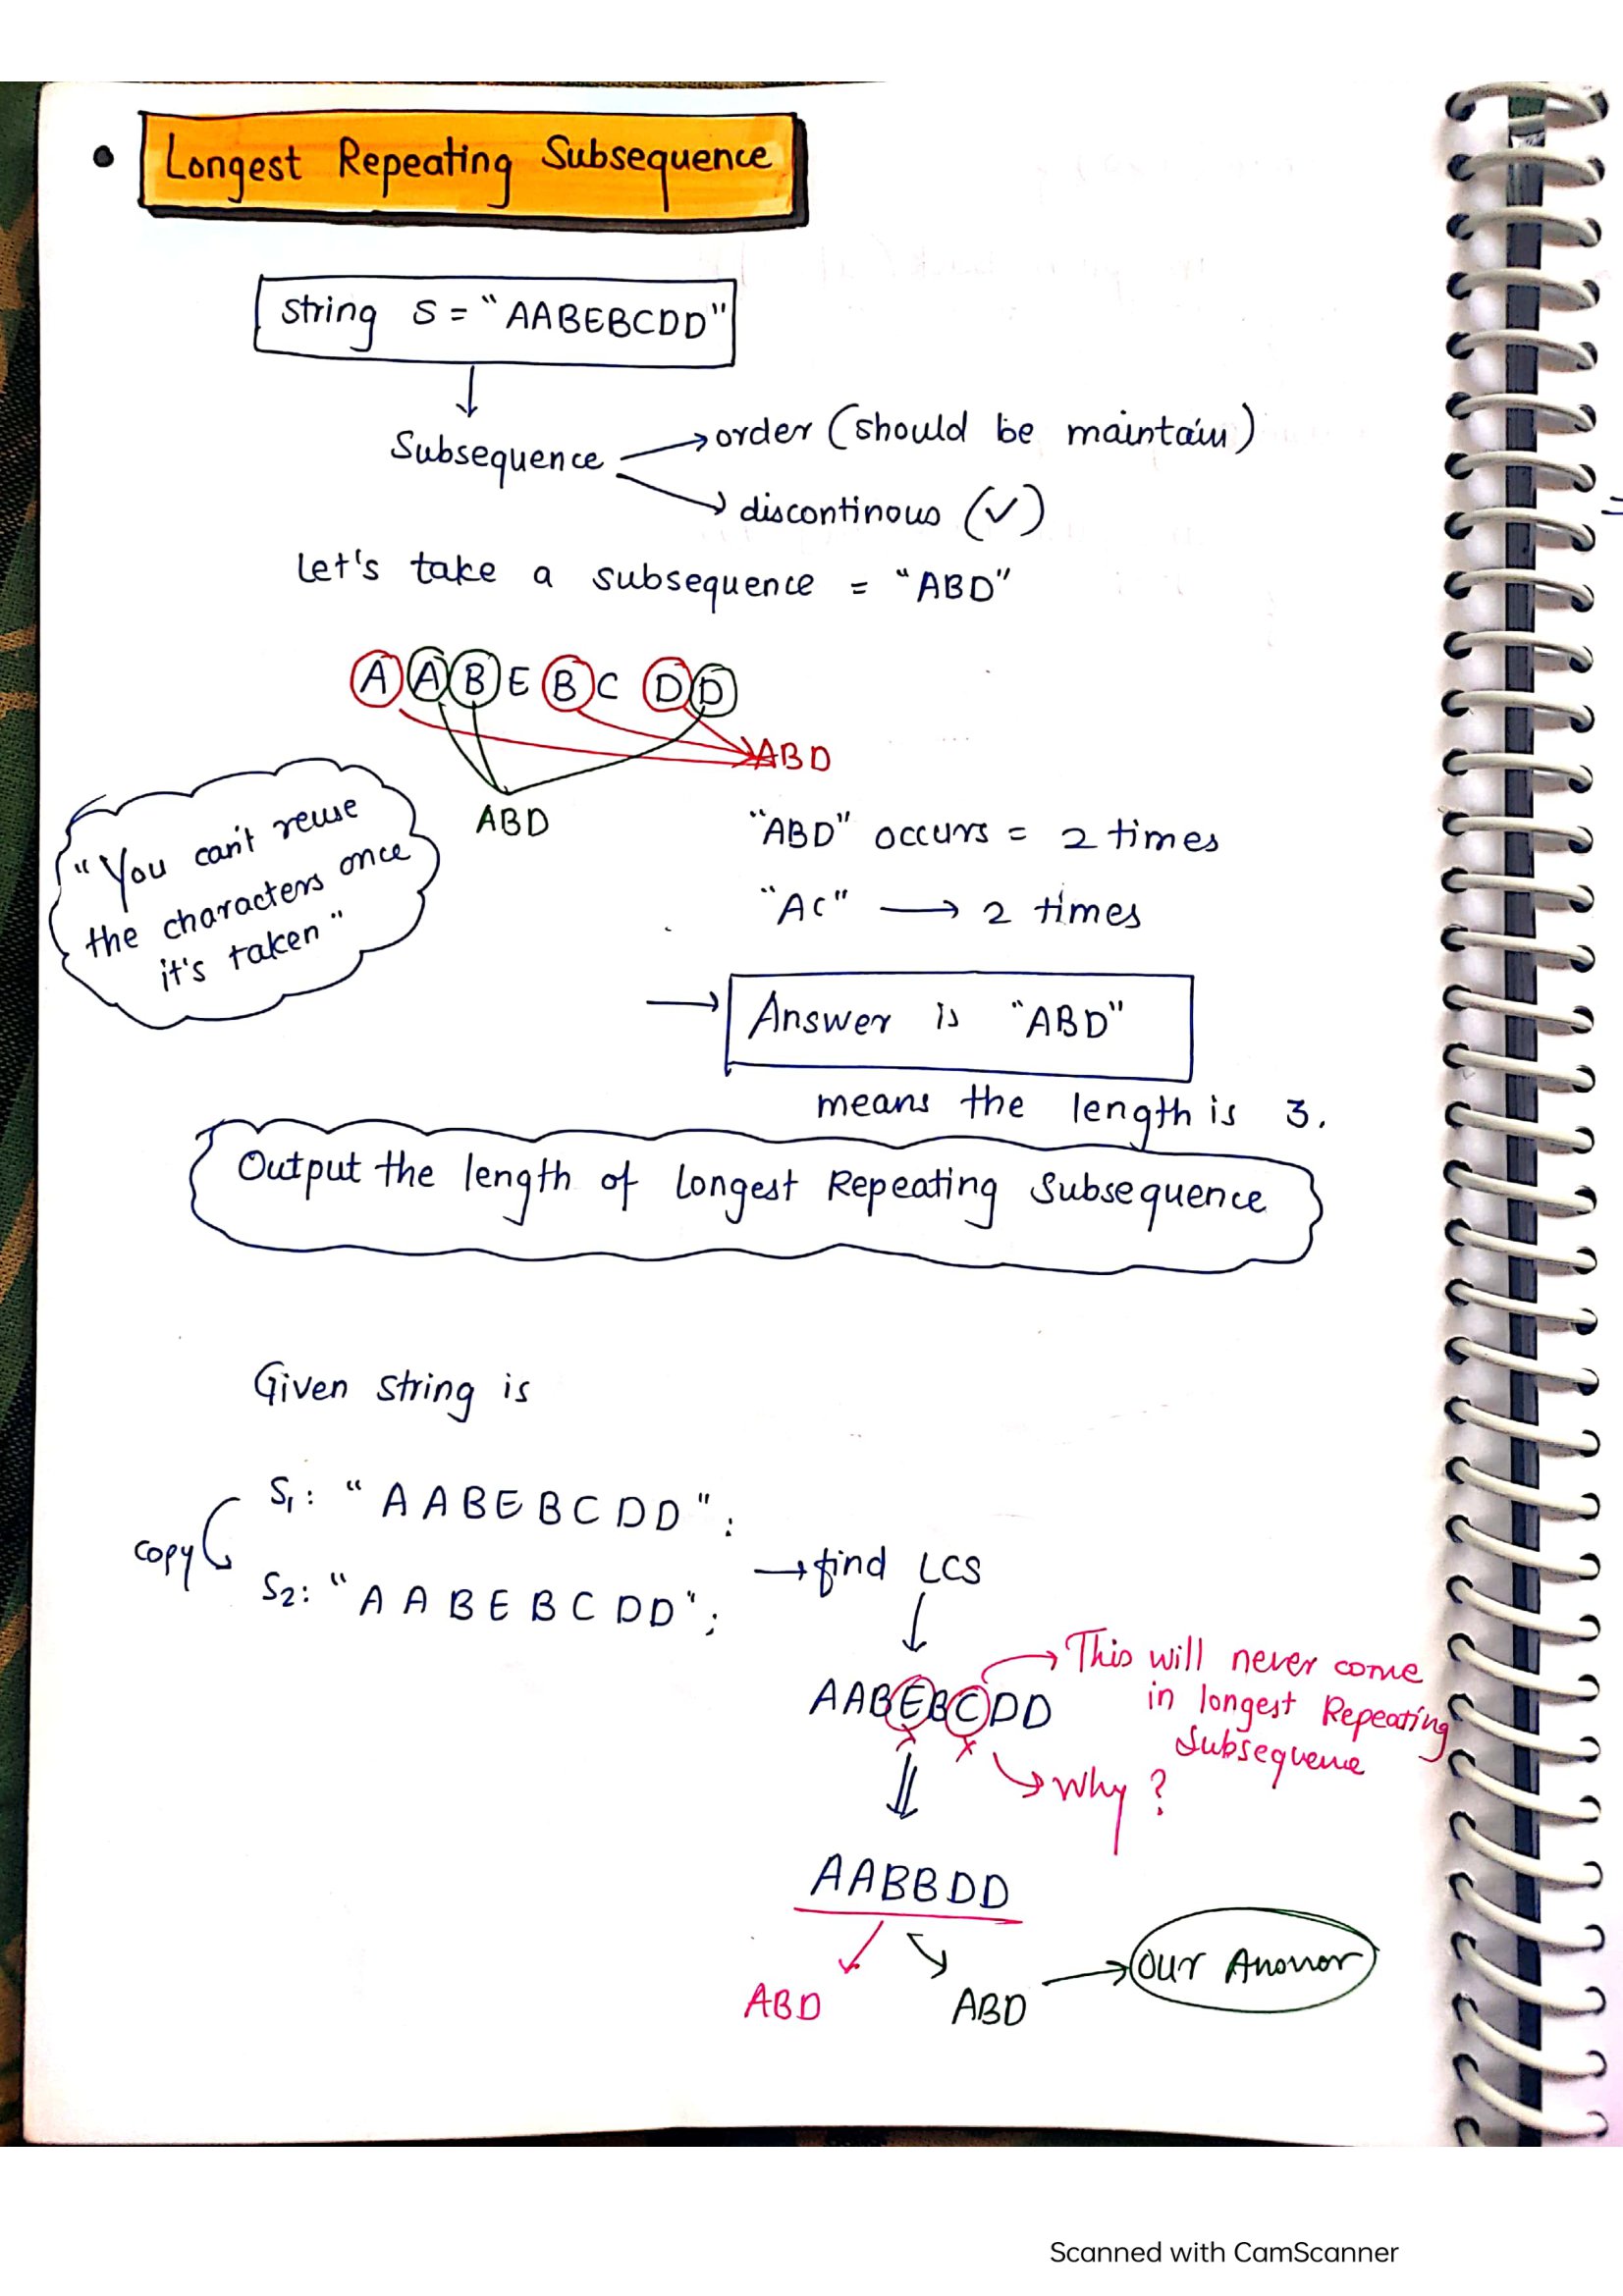 • Longest Repeating Subsequence
String S = "AABEBCDD"
Subsequence → order (should be maintain)
→ discontinous (✓)
Let's take a subsequence = "ABD"
A A B E B C D D
ABD
ABD
"You can't reuse
the characters once
it's taken"
"ABD" occurs = 2 times
"AC" → 2 times
→ Answer is "ABD"
means the length is 3.
Output the length of Longest Repeating Subsequence
Given string is
S1: "AABEBCDD";
copy
S2: "AABEBCDD";
→ find LCS
AABEBCDD
→ This will never come
in longest Repeating
Subsequence
x x
→ Why ?
AABBDD
ABD
ABD → Our
Scanned with CamScanner